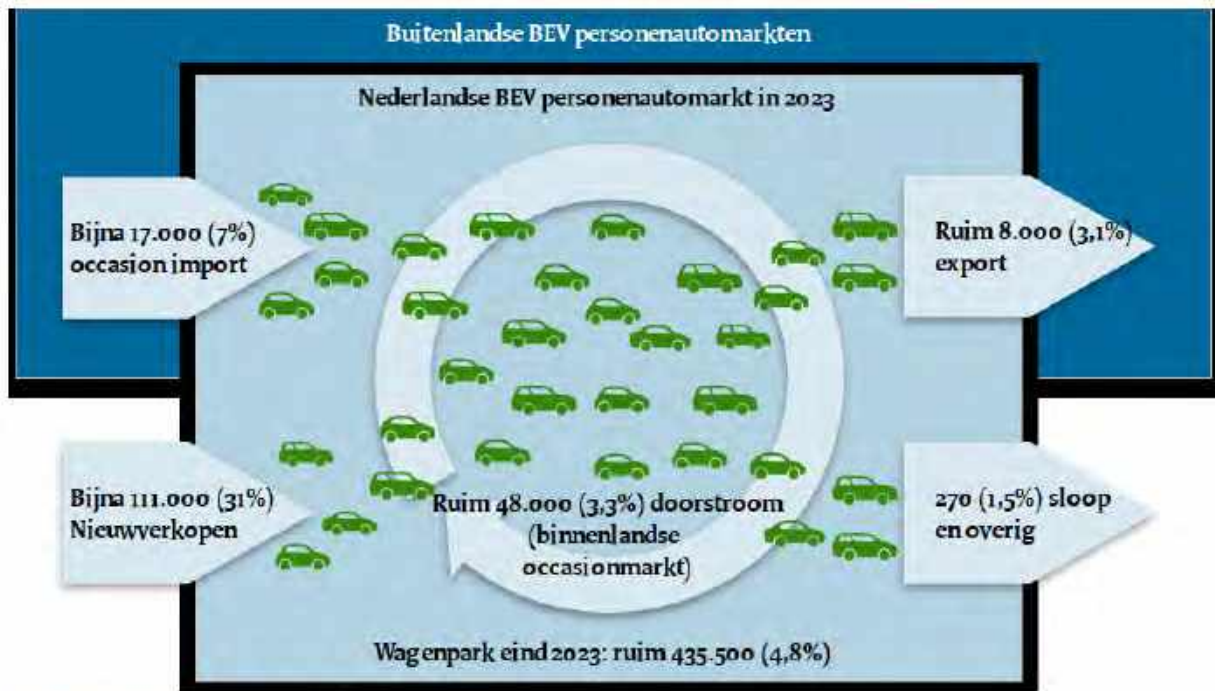 Buitenlandse BEV personenautomarkten
Nederlandse BEV personenautomarkt in 2023
Bijna 17.000 (7%)
occasion import
Ruim 8.000 (3,1%)
export
Bijna 111.000 (31%)
Nieuwverkopen
Ruim 48.000 (3,3%) doorstroom
(binnenlandse
occasionmarkt)
270 (1,5%) sloop
en overig
Wagenpark eind 2023: ruim 435.500 (4,8%)